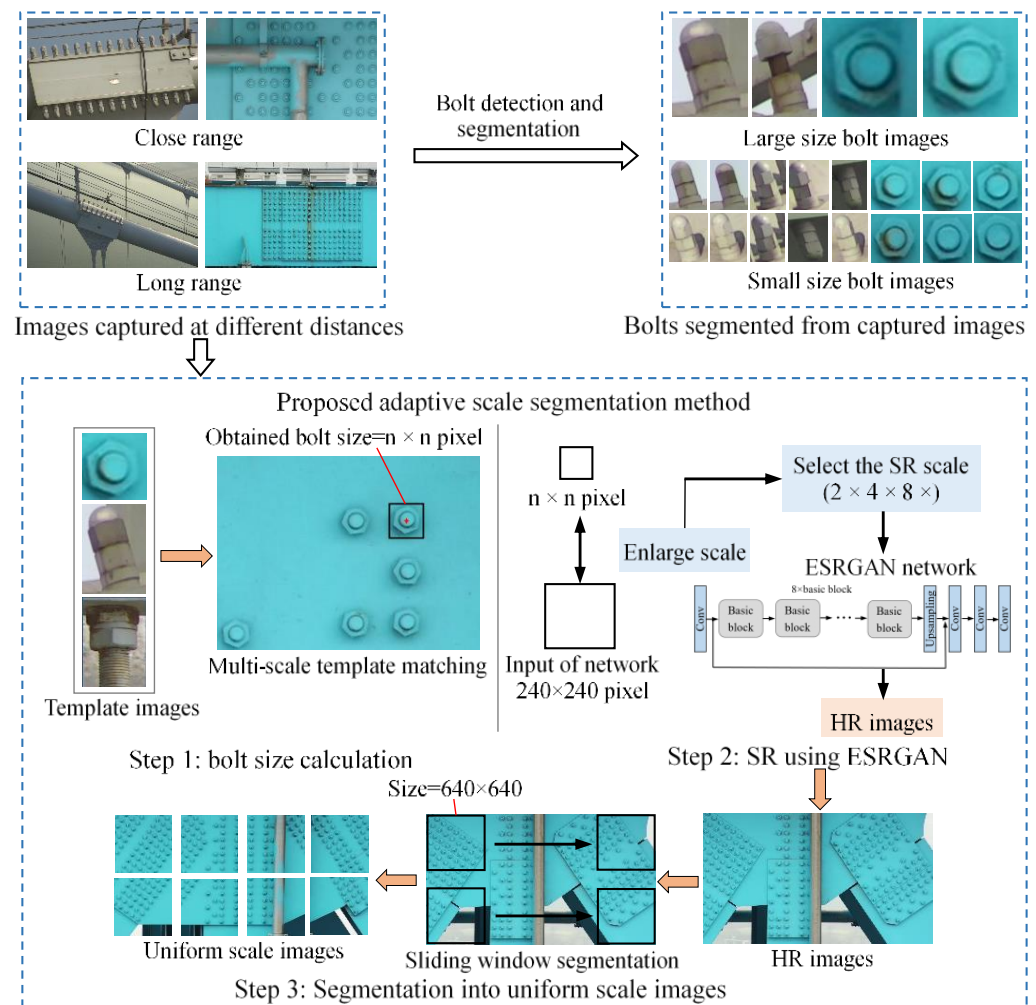 Close range
Long range
Images captured at different distances
Bolt detection and
segmentation
Large size bolt images
Small size bolt images
Bolts segmented from captured images
Proposed adaptive scale segmentation method
Obtained bolt size=n × n pixel
Template images
Multi-scale template matching
n × n pixel
Input of network
240×240 pixel
Enlarge scale
Select the SR scale
(2 × 4 × 8 ×)
ESRGAN network
8×basic block
Conv
Basic
block
Basic
block
Basic
block
Upsampling
Conv
Conv
Conv
HR images
Step 1: bolt size calculation
Step 2: SR using ESRGAN
Size=640×640
Uniform scale images
Sliding window segmentation
HR images
Step 3: Segmentation into uniform scale images